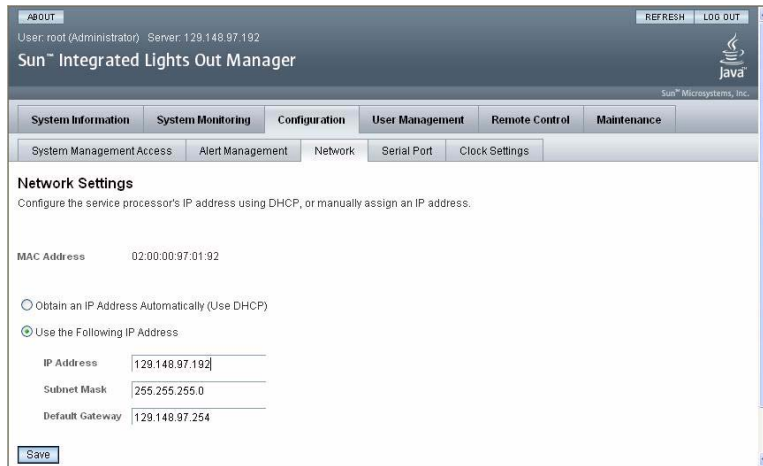 ABOUT
REFRESH LOG OUT
User: root (Administrator) Server: 129.148.97.192
Sun™ Integrated Lights Out Manager
Java™
Sun™ Microsystems, Inc.
System Information System Monitoring Configuration User Management Remote Control Maintenance
System Management Access Alert Management Network Serial Port Clock Settings
Network Settings
Configure the service processor's IP address using DHCP, or manually assign an IP address.
MAC Address 02:00:00:97:01:92
Obtain an IP Address Automatically (Use DHCP)
Use the Following IP Address
IP Address 129.148.97.192
Subnet Mask 255.255.255.0
Default Gateway 129.148.97.254
Save